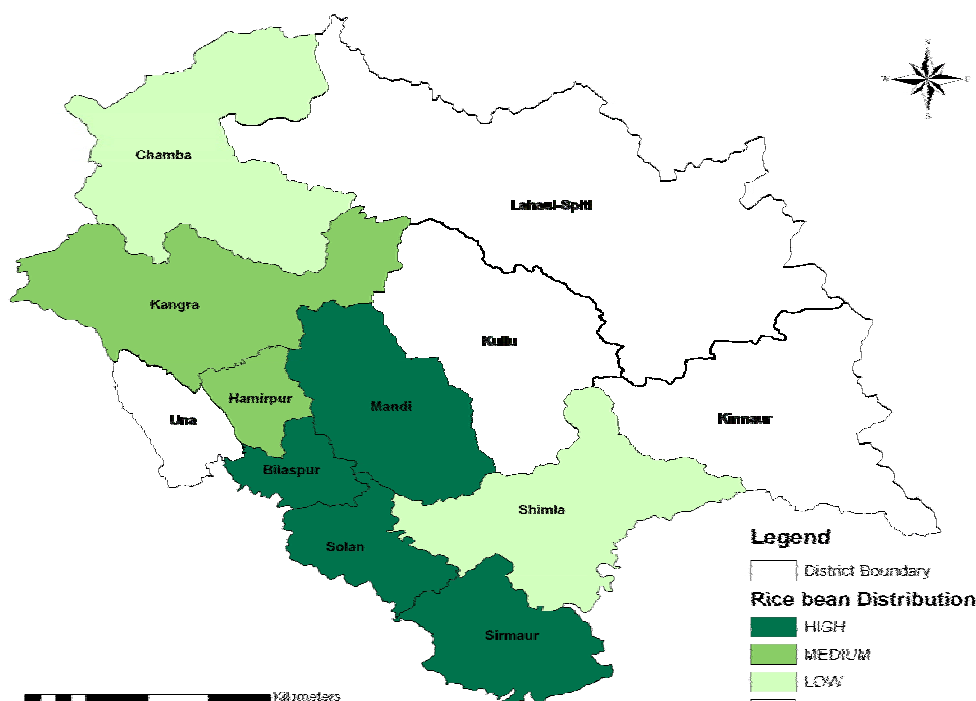 N
W E
S
Chamba
Lahaul-Spiti
Kangra
Kullu
Hamirpur
Mandi
Una
Kinnaur
Bilaspur
Shimla
Solan
Sirmaur
Legend
District Boundary
Rice bean Distribution
HIGH
MEDIUM
LOW
Kilometers